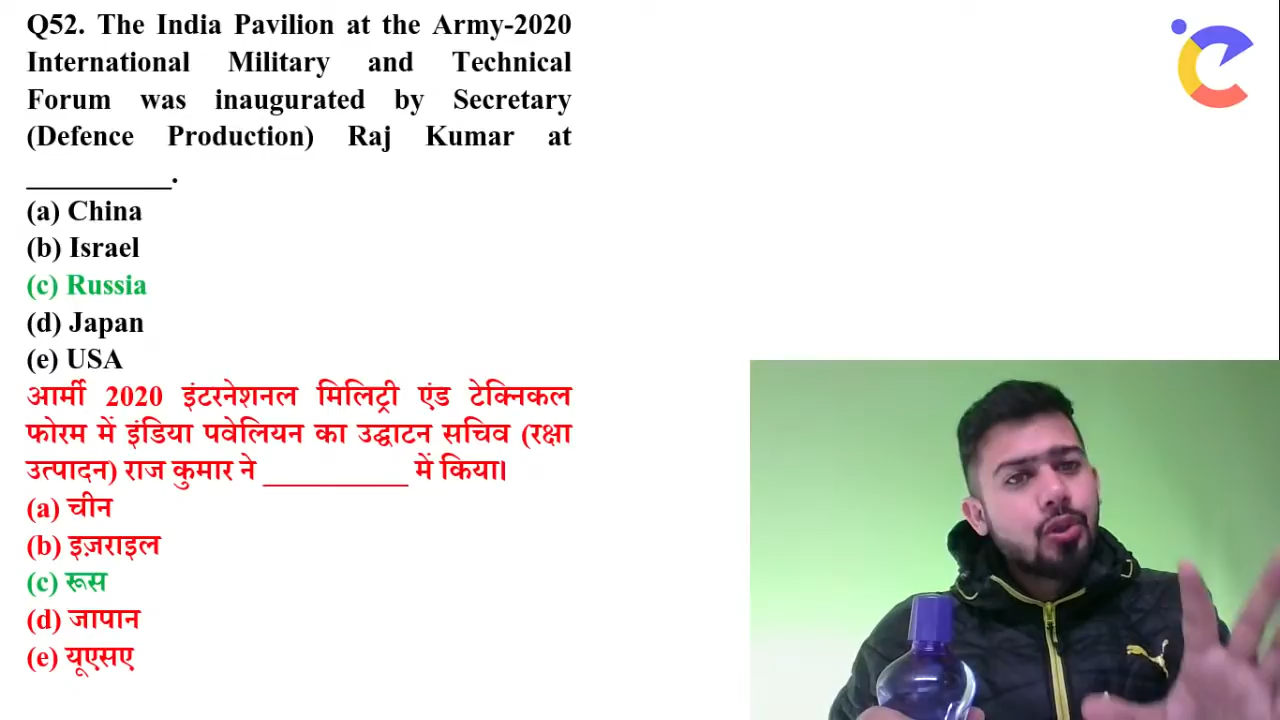 Q52. The India Pavilion at the Army-2020
International Military and Technical
Forum was inaugurated by Secretary
(Defence Production) Raj Kumar at
__________.
(a) China
(b) Israel
(c) Russia
(d) Japan
(e) USA
आर्मी 2020 इंटरनेशनल मिलिट्री एंड टेक्निकल
फोरम में इंडिया पवेलियन का उद्घाटन सचिव (रक्षा
उत्पादन) राज कुमार ने __________ में किया।
(a) चीन
(b) इज़राइल
(c) रूस
(d) जापान
(e) यूएसए